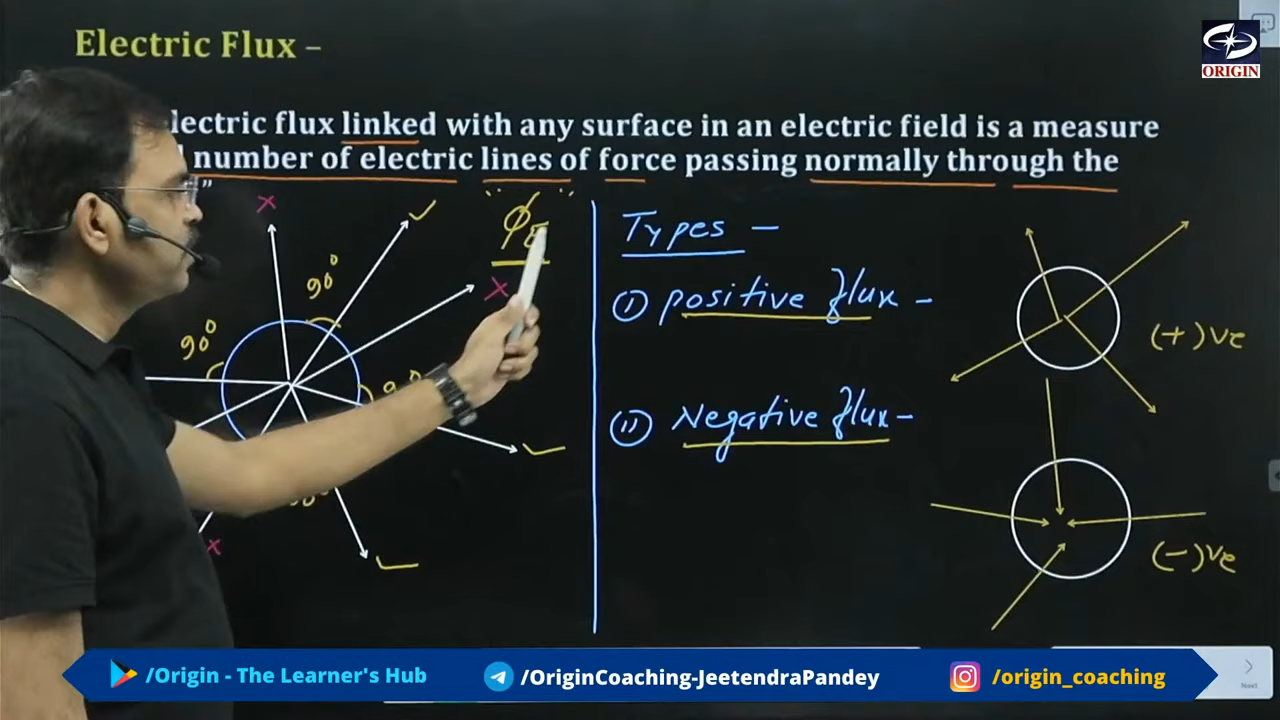 Electric Flux –
ORIGIN
lectric flux linked with any surface in an electric field is a measure
number of electric lines of force passing normally through the
”
x
✓
90°
ϕE
x
90°
✓
x
✓
Types –
(I) positive flux –
(+)ve
(II) Negative flux –
(–)ve
/Origin - The Learner's Hub
/OriginCoaching-JeetendraPandey
/origin_coaching
Next